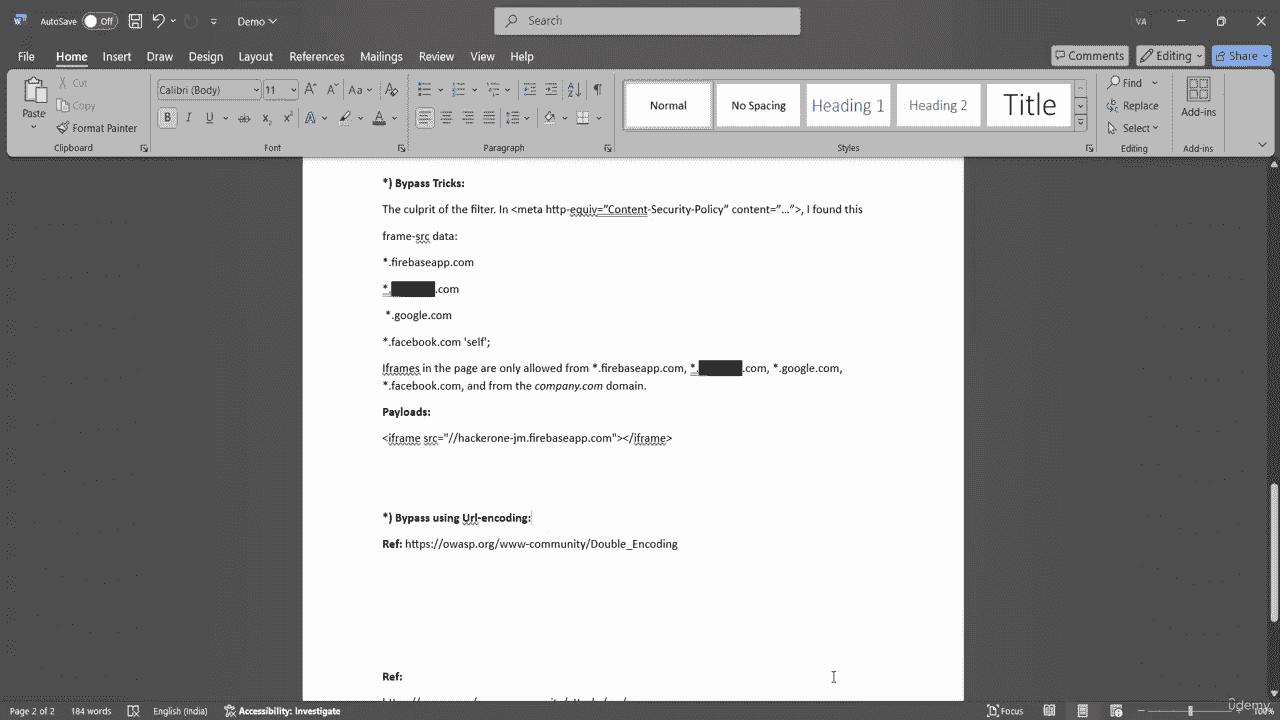 AutoSave Off Demo Search VA
File Home Insert Draw Design Layout References Mailings Review View Help Comments Editing Share
Paste Cut Copy Format Painter
Calibri (Body) 11
Normal No Spacing Heading 1 Heading 2 Title
Find Replace Select Add-ins
Clipboard Font Paragraph Styles Editing Add-ins
*) Bypass Tricks:
The culprit of the filter. In <meta http-equiv=”Content-Security-Policy” content=”…”>, I found this
frame-src data:
*.firebaseapp.com
*. .com
*.google.com
*.facebook.com 'self';
Iframes in the page are only allowed from *.firebaseapp.com, *. .com, *.google.com,
*.facebook.com, and from the company.com domain.
Payloads:
<iframe src="//hackerone-jm.firebaseapp.com"></iframe>
*) Bypass using Url-encoding:
Ref: https://owasp.org/www-community/Double_Encoding
Ref:
Page 2 of 2 184 words English (India) Accessibility: Investigate Focus 100%
Udemy